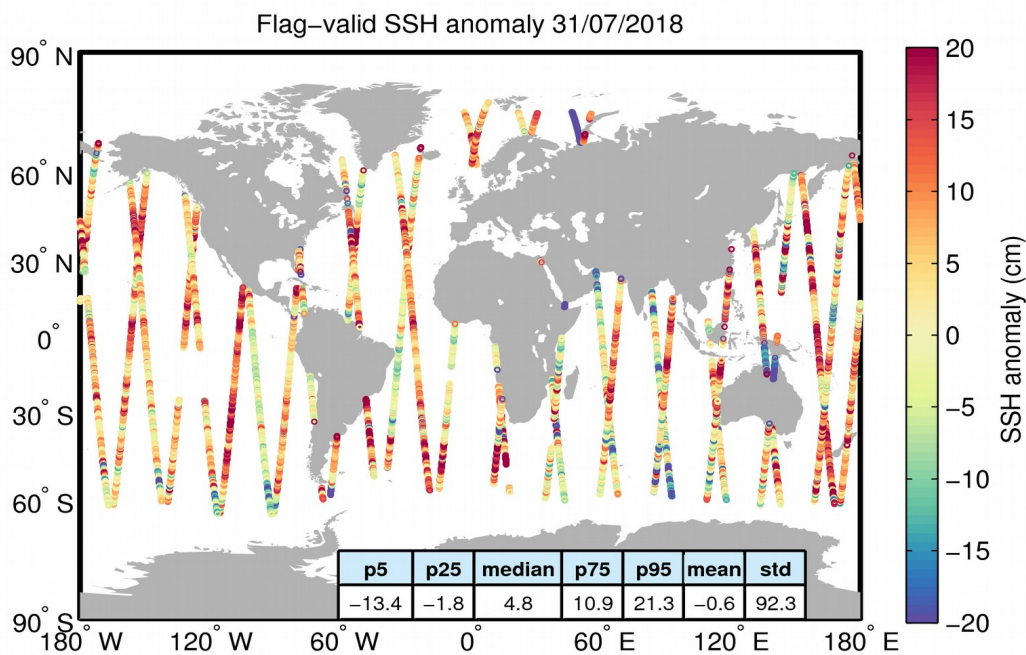 Flag−valid SSH anomaly 31/07/2018
90° N
60° N
30° N
0°
30° S
60° S
90° S
180° W 120° W 60° W 0° 60° E 120° E 180° E
p5 p25 median p75 p95 mean std
−13.4 −1.8 4.8 10.9 21.3 −0.6 92.3
20
15
10
5
0
−5
−10
−15
−20
SSH anomaly (cm)